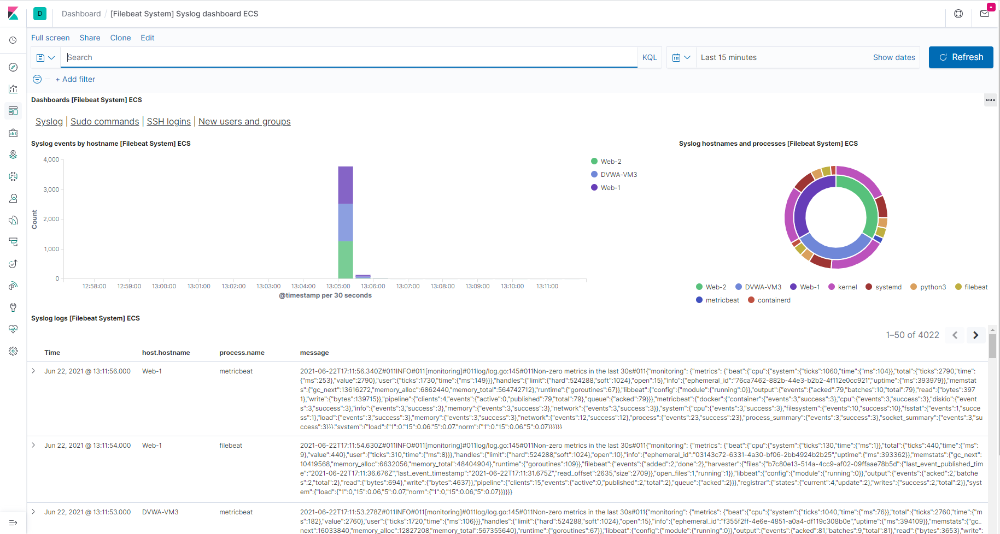 D Dashboard / [Filebeat System] Syslog dashboard ECS
Full screen Share Clone Edit
Search KQL Last 15 minutes Show dates Refresh
+ Add filter
Dashboards [Filebeat System] ECS
Syslog | Sudo commands | SSH logins | New users and groups
Syslog events by hostname [Filebeat System] ECS
4,000
3,000
2,000
1,000
0
Count
12:58:00 12:59:00 13:00:00 13:01:00 13:02:00 13:03:00 13:04:00 13:05:00 13:06:00 13:07:00 13:08:00 13:09:00 13:10:00 13:11:00
@timestamp per 30 seconds
Web-2
DVWA-VM3
Web-1
Syslog hostnames and processes [Filebeat System] ECS
Web-2 DVWA-VM3 Web-1 kernel systemd python3 filebeat
metricbeat containerd
Syslog logs [Filebeat System] ECS
1–50 of 4022
Time host.hostname process.name message
Jun 22, 2021 @ 13:11:56.000 Web-1 metricbeat 2021-06-22T17:11:56.340Z#011INFO#011[monitoring]#011log/log.go:145#011Non-zero metrics in the last 30s#011{"monitoring": {"metrics": {"beat":{"cpu":{"system":{"ticks":1060,"time":{"ms":104}},"total":{"ticks":2790,"time":
{"ms":253},"value":2790},"user":{"ticks":1730,"time":{"ms":149}}},"handles":{"limit":{"hard":524288,"soft":1024},"open":15},"info":{"ephemeral_id":"76ca7462-882b-44e3-b2b2-4f112e0cc921","uptime":{"ms":393979}},"memstat
s":{"gc_next":13616272,"memory_alloc":6862440,"memory_total":564742712},"runtime":{"goroutines":67}},"libbeat":{"config":{"module":{"running":0}},"output":{"events":{"acked":79,"batches":10,"total":79},"read":{"bytes":397
1},"write":{"bytes":139715}},"pipeline":{"clients":4,"events":{"active":0,"published":79,"total":79},"queue":{"acked":79}}},"metricbeat":{"docker":{"container":{"events":3,"success":3},"cpu":{"events":3,"success":3},"diskio":{"event
s":3,"success":3},"info":{"events":3,"success":3},"memory":{"events":3,"success":3},"network":{"events":3,"success":3}},"system":{"cpu":{"events":3,"success":3},"filesystem":{"events":10,"success":10},"fsstat":{"events":1,"succes
s":1},"load":{"events":3,"success":3},"memory":{"events":3,"success":3},"network":{"events":12,"success":12},"process":{"events":23,"success":23},"process_summary":{"events":3,"success":3},"socket_summary":{"events":3,"su
ccess":3}}},"system":{"load":{"1":0,"15":0.06,"5":0.07,"norm":{"1":0,"15":0.06,"5":0.07}}}}}}
Jun 22, 2021 @ 13:11:54.000 Web-1 filebeat 2021-06-22T17:11:54.630Z#011INFO#011[monitoring]#011log/log.go:145#011Non-zero metrics in the last 30s#011{"monitoring": {"metrics": {"beat":{"cpu":{"system":{"ticks":130,"time":{"ms":1}},"total":{"ticks":440,"time":{"ms":
9},"value":440},"user":{"ticks":310,"time":{"ms":8}}},"handles":{"limit":{"hard":524288,"soft":1024},"open":10},"info":{"ephemeral_id":"03143c72-6331-4a30-bf06-2bb4924b2b25","uptime":{"ms":393362}},"memstats":{"gc_next":
10419568,"memory_alloc":6632056,"memory_total":48404904},"runtime":{"goroutines":109}},"filebeat":{"events":{"added":2,"done":2},"harvester":{"files":{"b7c80e13-514a-4cc9-af02-09ffaae78b5d":{"last_event_published_tim
e":"2021-06-22T17:11:36.676Z","last_event_timestamp":"2021-06-22T17:11:31.675Z","read_offset":2635,"size":2709}},"open_files":1,"running":1}},"libbeat":{"config":{"module":{"running":0}},"output":{"events":{"acked":2,"batche
s":2,"total":2},"read":{"bytes":694},"write":{"bytes":4637}},"pipeline":{"clients":15,"events":{"active":0,"published":2,"total":2},"queue":{"acked":2}}},"registrar":{"states":{"current":4,"update":2},"writes":{"success":2,"total":2}},"syst
em":{"load":{"1":0,"15":0.06,"5":0.07,"norm":{"1":0,"15":0.06,"5":0.07}}}}}}
Jun 22, 2021 @ 13:11:53.000 DVWA-VM3 metricbeat 2021-06-22T17:11:53.278Z#011INFO#011[monitoring]#011log/log.go:145#011Non-zero metrics in the last 30s#011{"monitoring": {"metrics": {"beat":{"cpu":{"system":{"ticks":1040,"time":{"ms":76}},"total":{"ticks":2760,"time":{"m
s":182},"value":2760},"user":{"ticks":1720,"time":{"ms":106}}},"handles":{"limit":{"hard":524288,"soft":1024},"open":15},"info":{"ephemeral_id":"f355f2ff-4e6e-4851-a0a4-df119c308b0e","uptime":{"ms":394109}},"memstats":{"gc_
next":16033840,"memory_alloc":12827208,"memory_total":567355640},"runtime":{"goroutines":67}},"libbeat":{"config":{"module":{"running":0}},"output":{"events":{"acked":81,"batches":9,"total":81},"read":{"bytes":3653},"write":